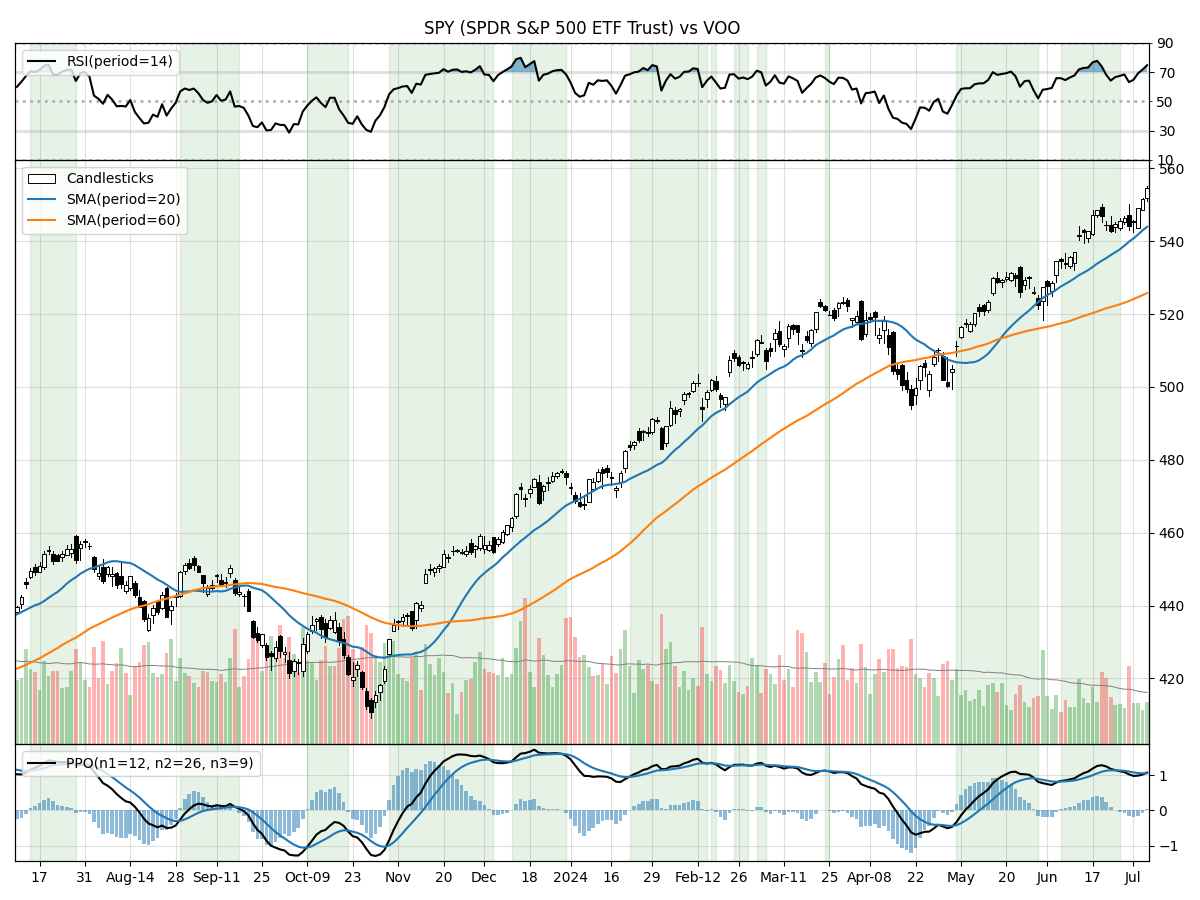 SPY (SPDR S&P 500 ETF Trust) vs VOO
RSI(period=14)
90
70
50
30
10
Candlesticks
SMA(period=20)
SMA(period=60)
560
540
520
500
480
460
440
420
PPO(n1=12, n2=26, n3=9)
1
0
−1
17 31 Aug-14 28 Sep-11 25 Oct-09 23 Nov 20 Dec 18 2024 16 29 Feb-12 26 Mar-11 25 Apr-08 22 May 20 Jun 17 Jul